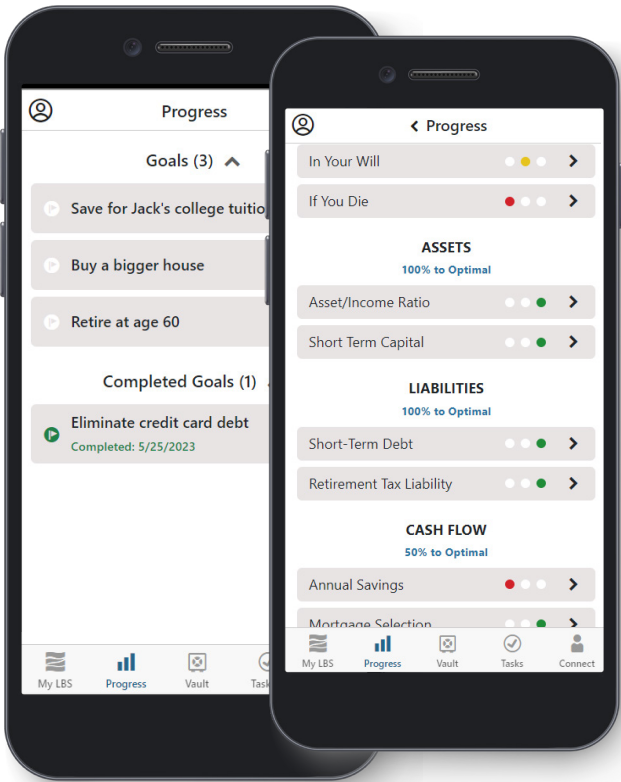 Progress
Goals (3)
Save for Jack's college tuitio
Buy a bigger house
Retire at age 60
Completed Goals (1)
Eliminate credit card debt
Completed: 5/25/2023
My LBS
Progress
Vault
Task
Progress
In Your Will
If You Die
ASSETS
100% to Optimal
Asset/Income Ratio
Short Term Capital
LIABILITIES
100% to Optimal
Short-Term Debt
Retirement Tax Liability
CASH FLOW
50% to Optimal
Annual Savings
Mortgage Selection
My LBS
Progress
Vault
Tasks
Connect